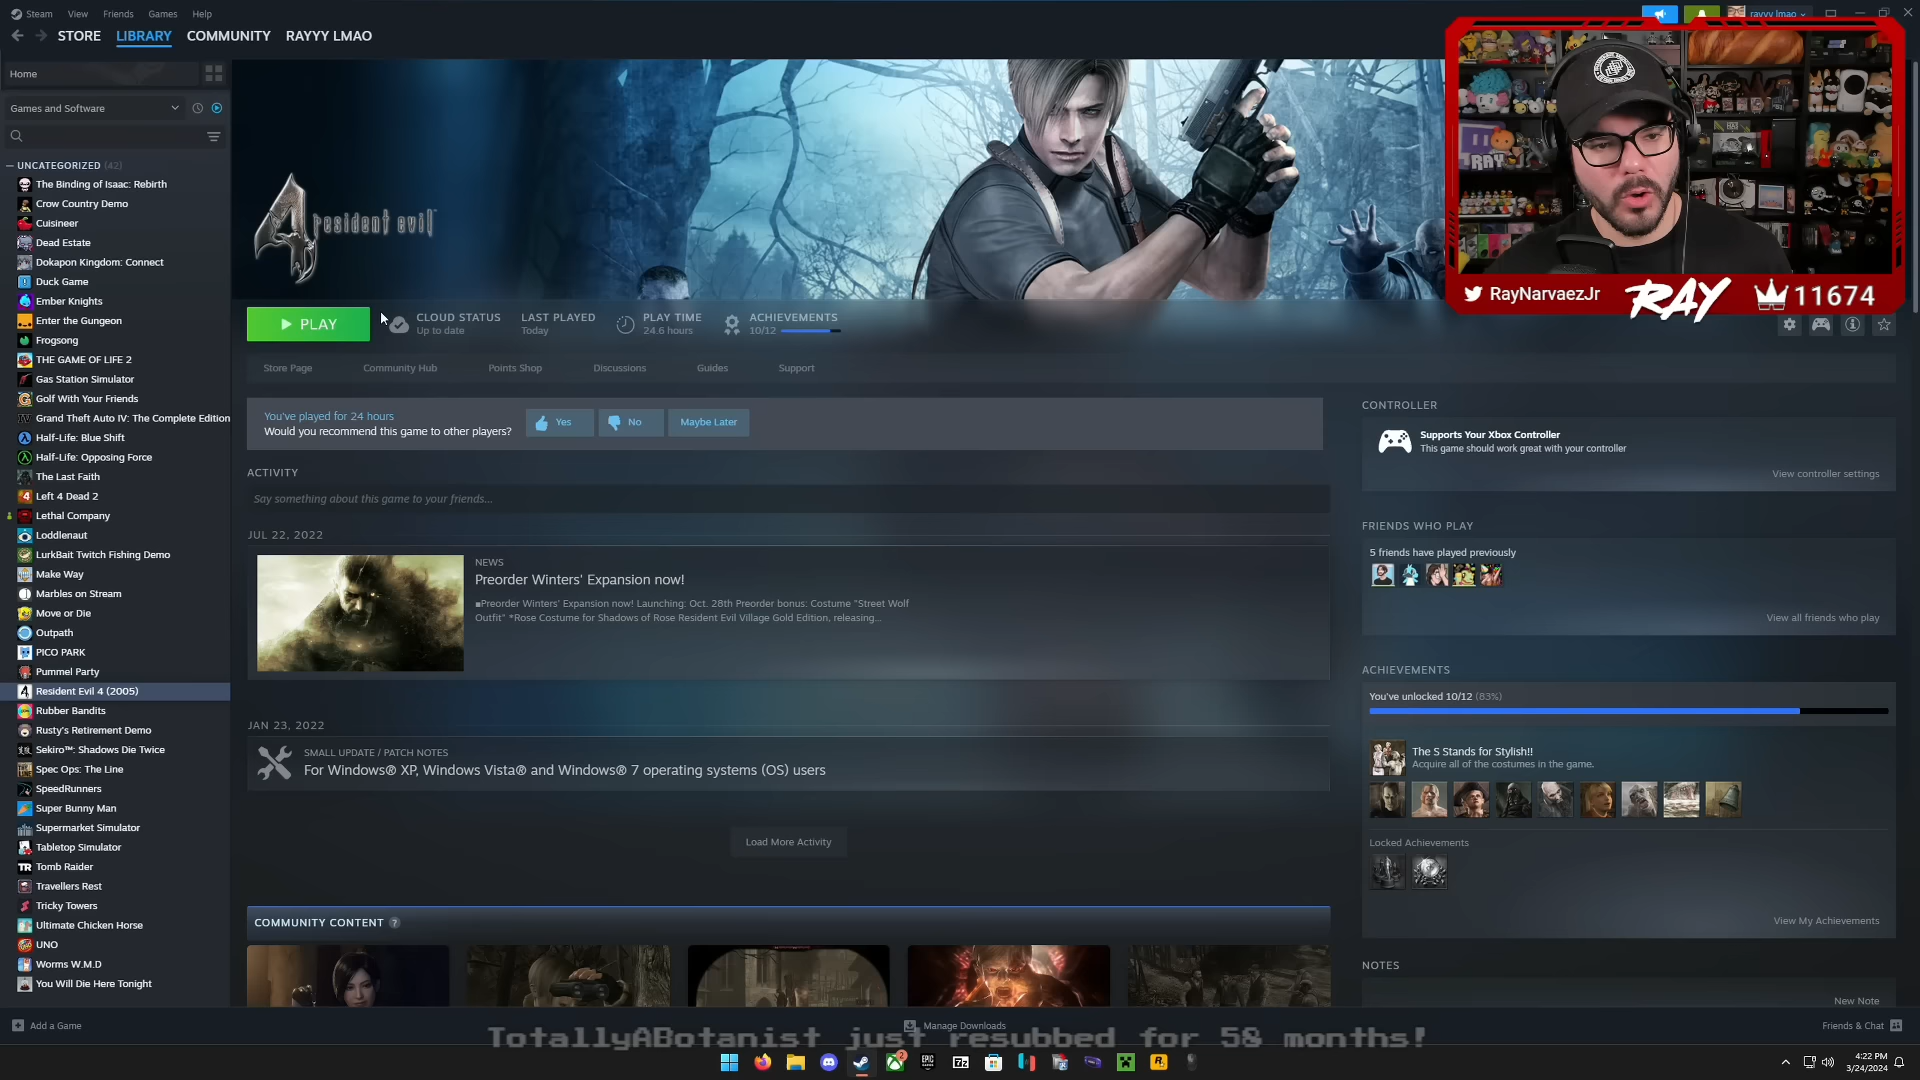 Steam View Friends Games Help rayyy lmao
STORE LIBRARY COMMUNITY RAYYY LMAO
Home
Games and Software
UNCATEGORIZED (42)
The Binding of Isaac: Rebirth
Crow Country Demo
Cuisineer
Dead Estate
Dokapon Kingdom: Connect
Duck Game
Ember Knights
Enter the Gungeon
Frogsong
THE GAME OF LIFE 2
Gas Station Simulator
Golf With Your Friends
Grand Theft Auto IV: The Complete Edition
Half-Life: Blue Shift
Half-Life: Opposing Force
The Last Faith
Left 4 Dead 2
Lethal Company
Loddlenaut
LurkBait Twitch Fishing Demo
Make Way
Marbles on Stream
Move or Die
Outpath
PICO PARK
Pummel Party
Resident Evil 4 (2005)
Rubber Bandits
Rusty's Retirement Demo
Sekiro™: Shadows Die Twice
Spec Ops: The Line
SpeedRunners
Super Bunny Man
Supermarket Simulator
Tabletop Simulator
Tomb Raider
Travellers Rest
Tricky Towers
Ultimate Chicken Horse
UNO
Worms W.M.D
You Will Die Here Tonight
Add a Game
4 resident evil
RayNarvaezJr RAY 11674
PLAY
CLOUD STATUS
Up to date
LAST PLAYED
Today
PLAY TIME
24.6 hours
ACHIEVEMENTS
10/12
Store Page Community Hub Points Shop Discussions Guides Support
You've played for 24 hours
Would you recommend this game to other players?
Yes No Maybe Later
ACTIVITY
Say something about this game to your friends...
JUL 22, 2022
NEWS
Preorder Winters' Expansion now!
■Preorder Winters' Expansion now! Launching: Oct. 28th Preorder bonus: Costume "Street Wolf
Outfit" *Rose Costume for Shadows of Rose Resident Evil Village Gold Edition, releasing...
JAN 23, 2022
SMALL UPDATE / PATCH NOTES
For Windows® XP, Windows Vista® and Windows® 7 operating systems (OS) users
Load More Activity
COMMUNITY CONTENT ?
CONTROLLER
Supports Your Xbox Controller
This game should work great with your controller
View controller settings
FRIENDS WHO PLAY
5 friends have played previously
View all friends who play
ACHIEVEMENTS
You've unlocked 10/12 (83%)
The S Stands for Stylish!!
Acquire all of the costumes in the game.
Locked Achievements
View My Achievements
NOTES
New Note
Manage Downloads
Friends & Chat
TotallyABotanist just resubbed for 58 months!
4:22 PM
3/24/2024